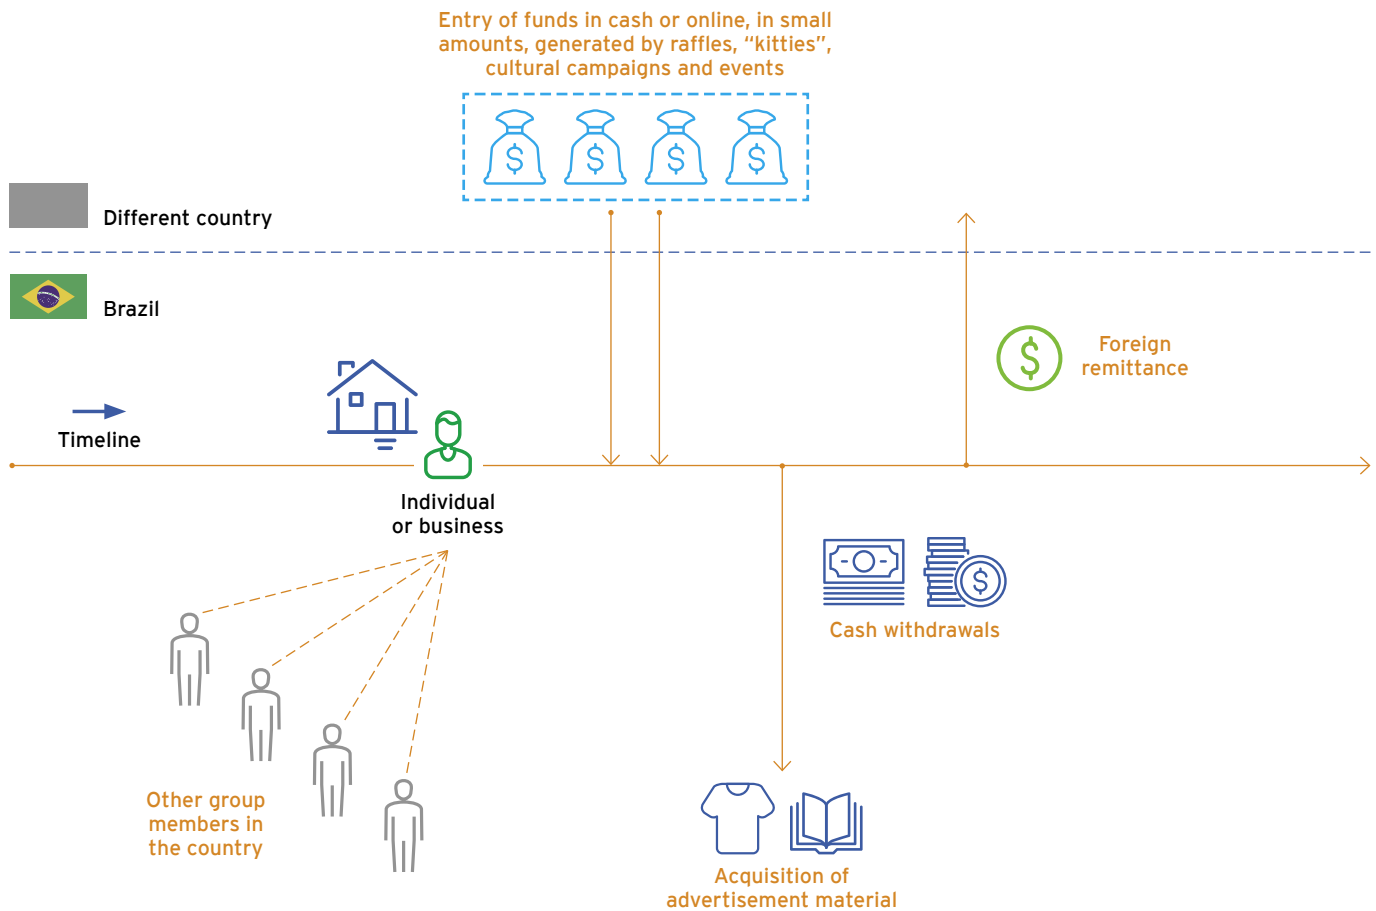 Entry of funds in cash or online, in small
amounts, generated by raffles, “kitties”,
cultural campaigns and events
$ $ $ $
Different country
Brazil
$
Foreign
remittance
Timeline
Individual
or business
$
Cash withdrawals
Other group
members in
the country
Acquisition of
advertisement material